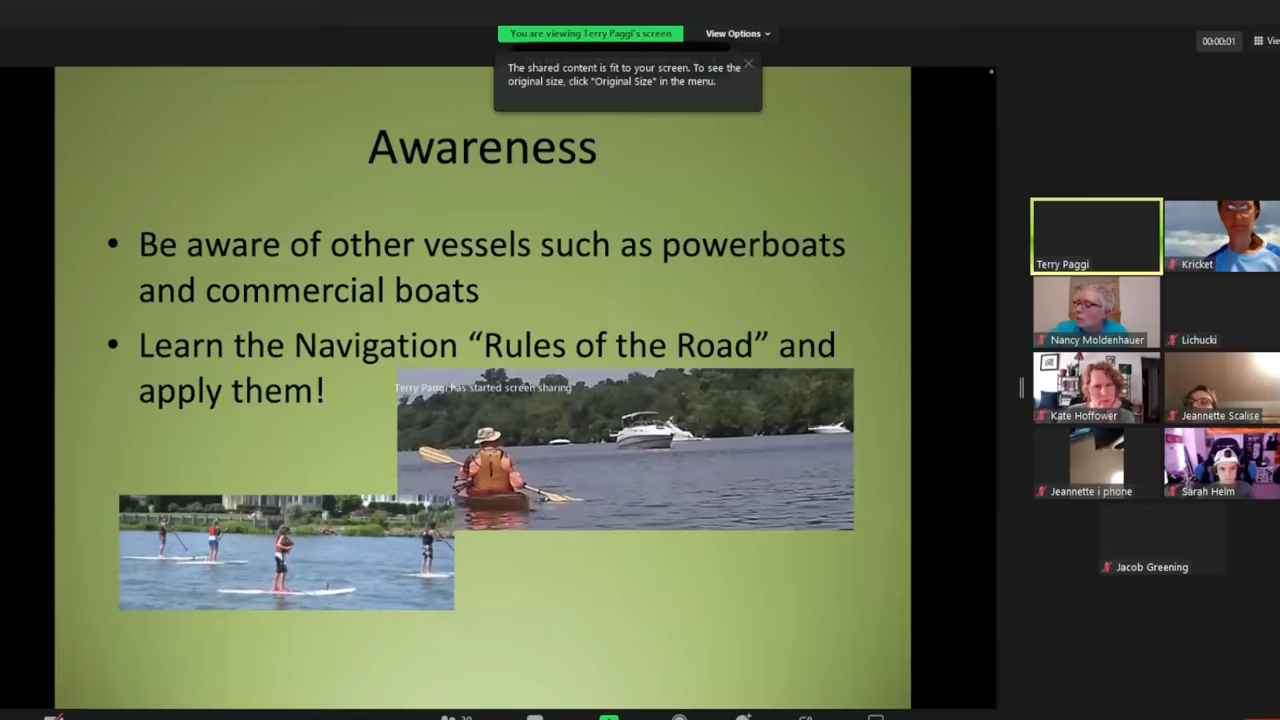 You are viewing Terry Paggi's screen
View Options
00:00:01
The shared content is fit to your screen. To see the
original size, click "Original Size" in the menu.
Awareness
• Be aware of other vessels such as powerboats
and commercial boats
• Learn the Navigation “Rules of the Road” and
apply them!
Terry Paggi has started screen sharing
Terry Paggi
Kricket
Nancy Moldenhauer
Lichucki
Kate Hoffower
Jeannette Scalise
Jeannette i phone
Sarah Helm
Jacob Greening